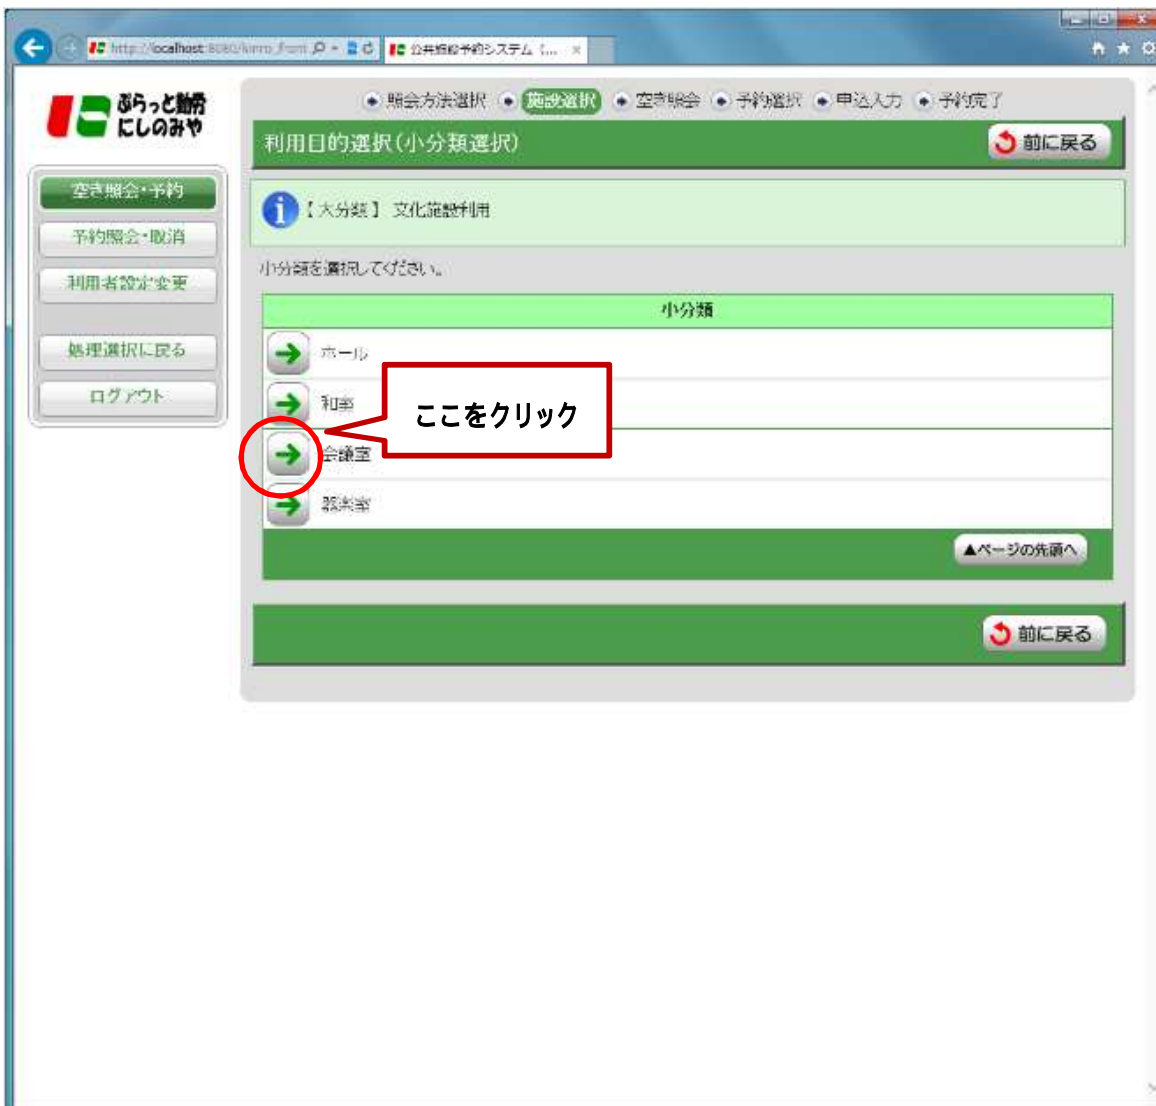 http://localhost:8080/kinro_front
公共施設予約システム (...
ぷらっと勤労
にしのみや
照会方法選択 施設選択 空き照会 予約選択 申込入力 予約完了
利用目的選択(小分類選択)
前に戻る
空き照会・予約
予約照会・取消
利用者設定変更
処理選択に戻る
ログアウト
【大分類】 文化施設利用
小分類を選択してください。
小分類
ホール
和室
ここをクリック
会議室
器楽室
▲ページの先頭へ
前に戻る